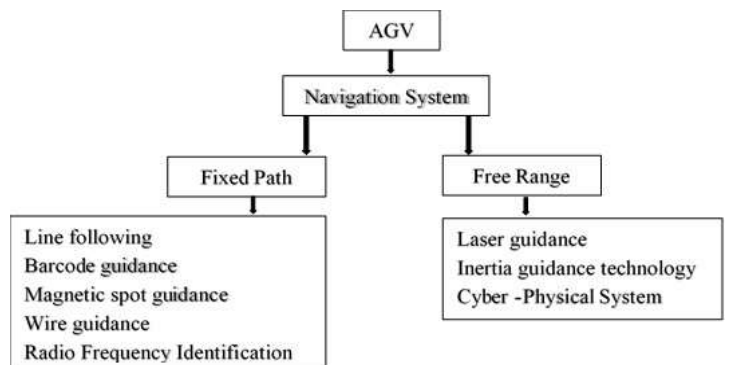 AGV
Navigation System
Fixed Path
Free Range
Line following
Barcode guidance
Magnetic spot guidance
Wire guidance
Radio Frequency Identification
Laser guidance
Inertia guidance technology
Cyber -Physical System